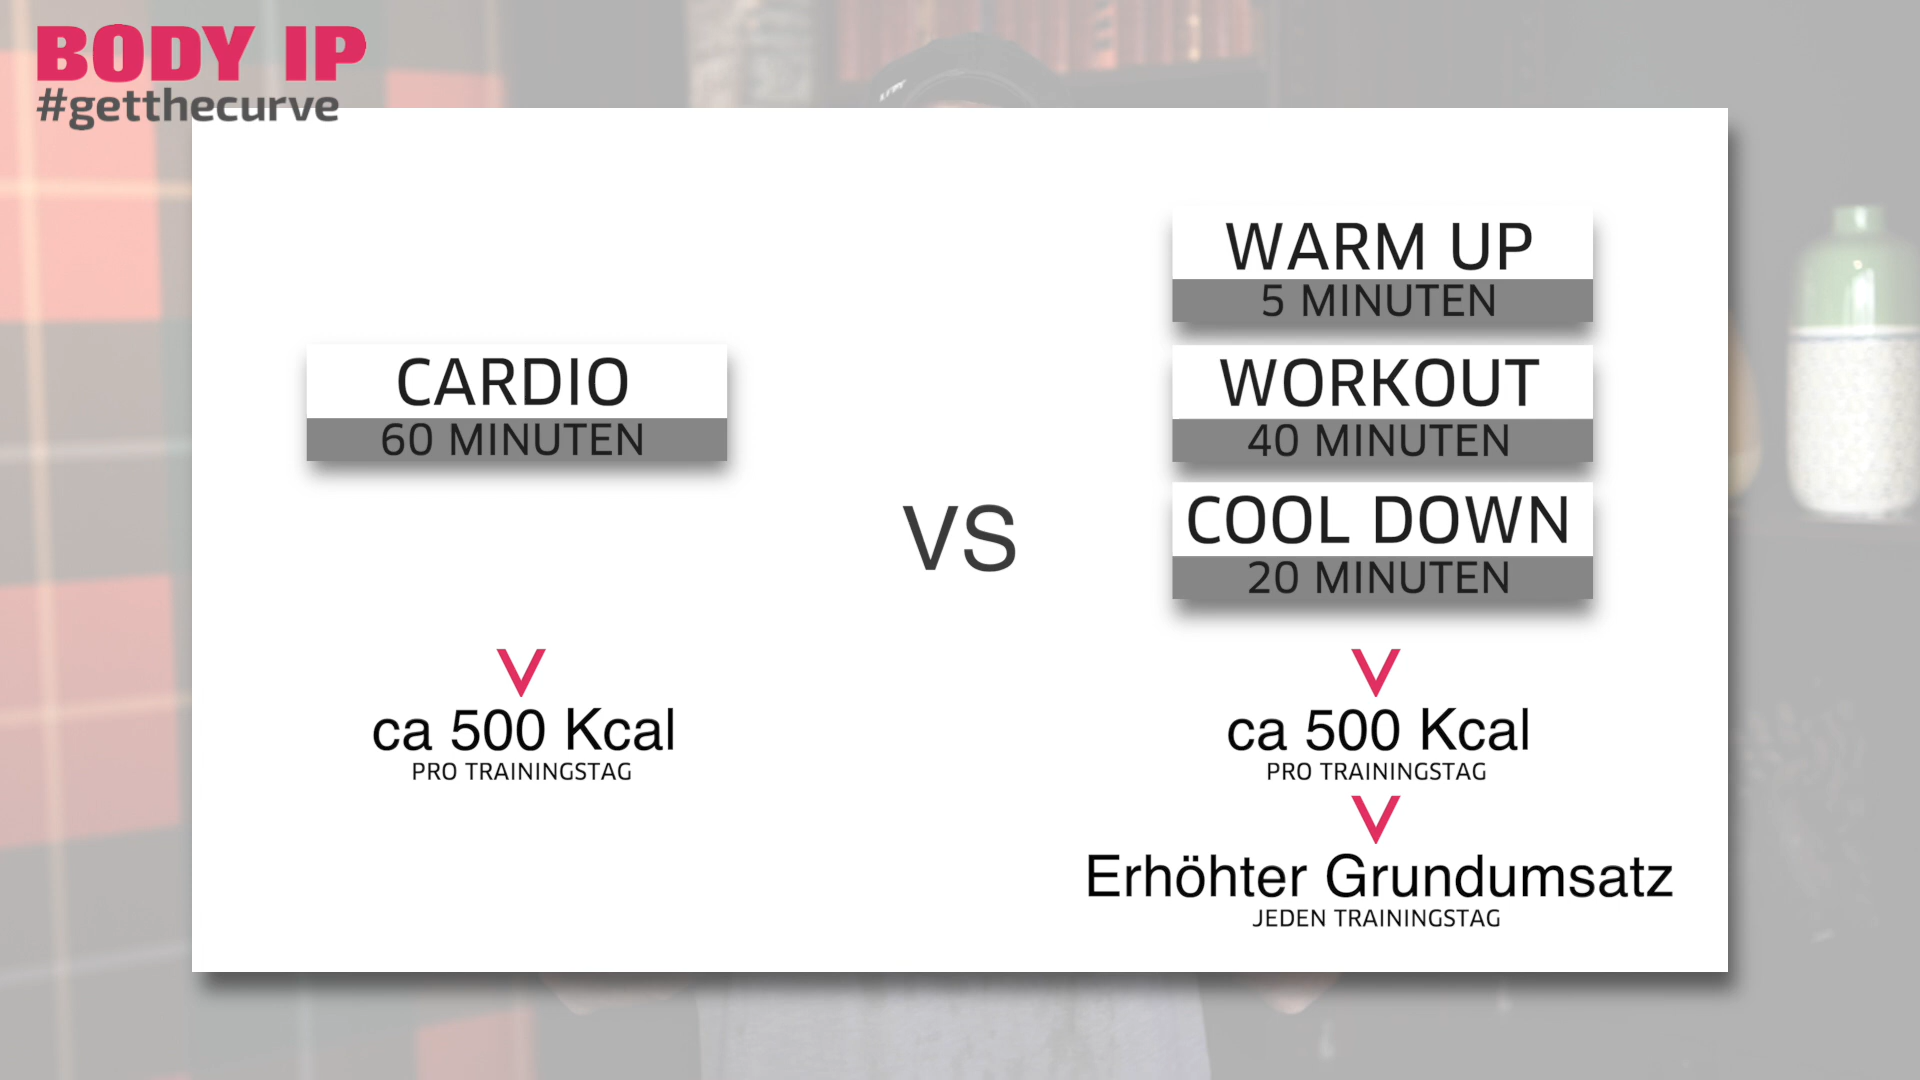 BODY IP
#getthecurve
CARDIO
60 MINUTEN
ca 500 Kcal
PRO TRAININGSTAG
VS
WARM UP
5 MINUTEN
WORKOUT
40 MINUTEN
COOL DOWN
20 MINUTEN
ca 500 Kcal
PRO TRAININGSTAG
Erhöhter Grundumsatz
JEDEN TRAININGSTAG